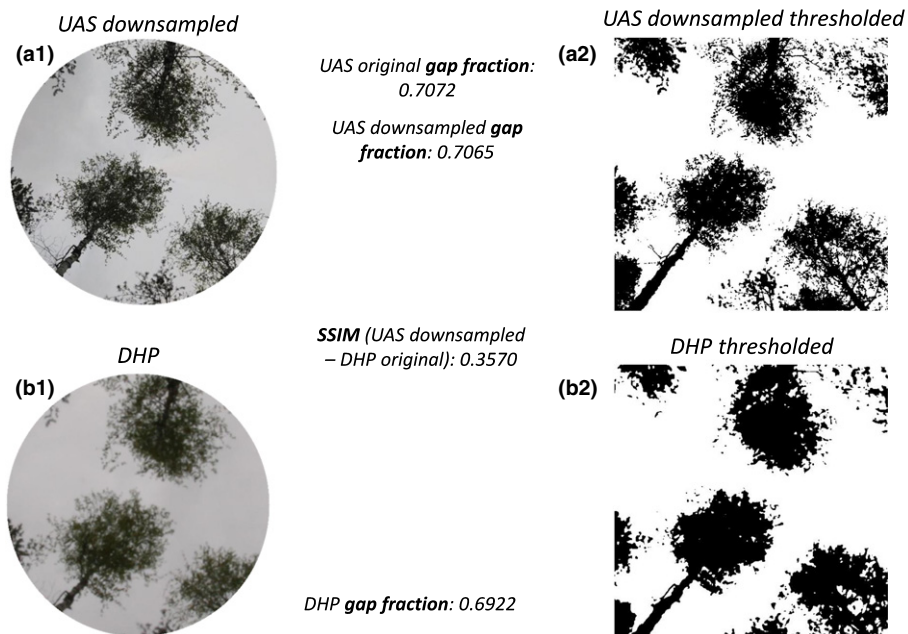 UAS downsampled
UAS downsampled thresholded
(a1)
UAS original gap fraction:
0.7072
UAS downsampled gap
fraction: 0.7065
(a2)
SSIM (UAS downsampled
– DHP original): 0.3570
DHP
DHP thresholded
(b1)
(b2)
DHP gap fraction: 0.6922